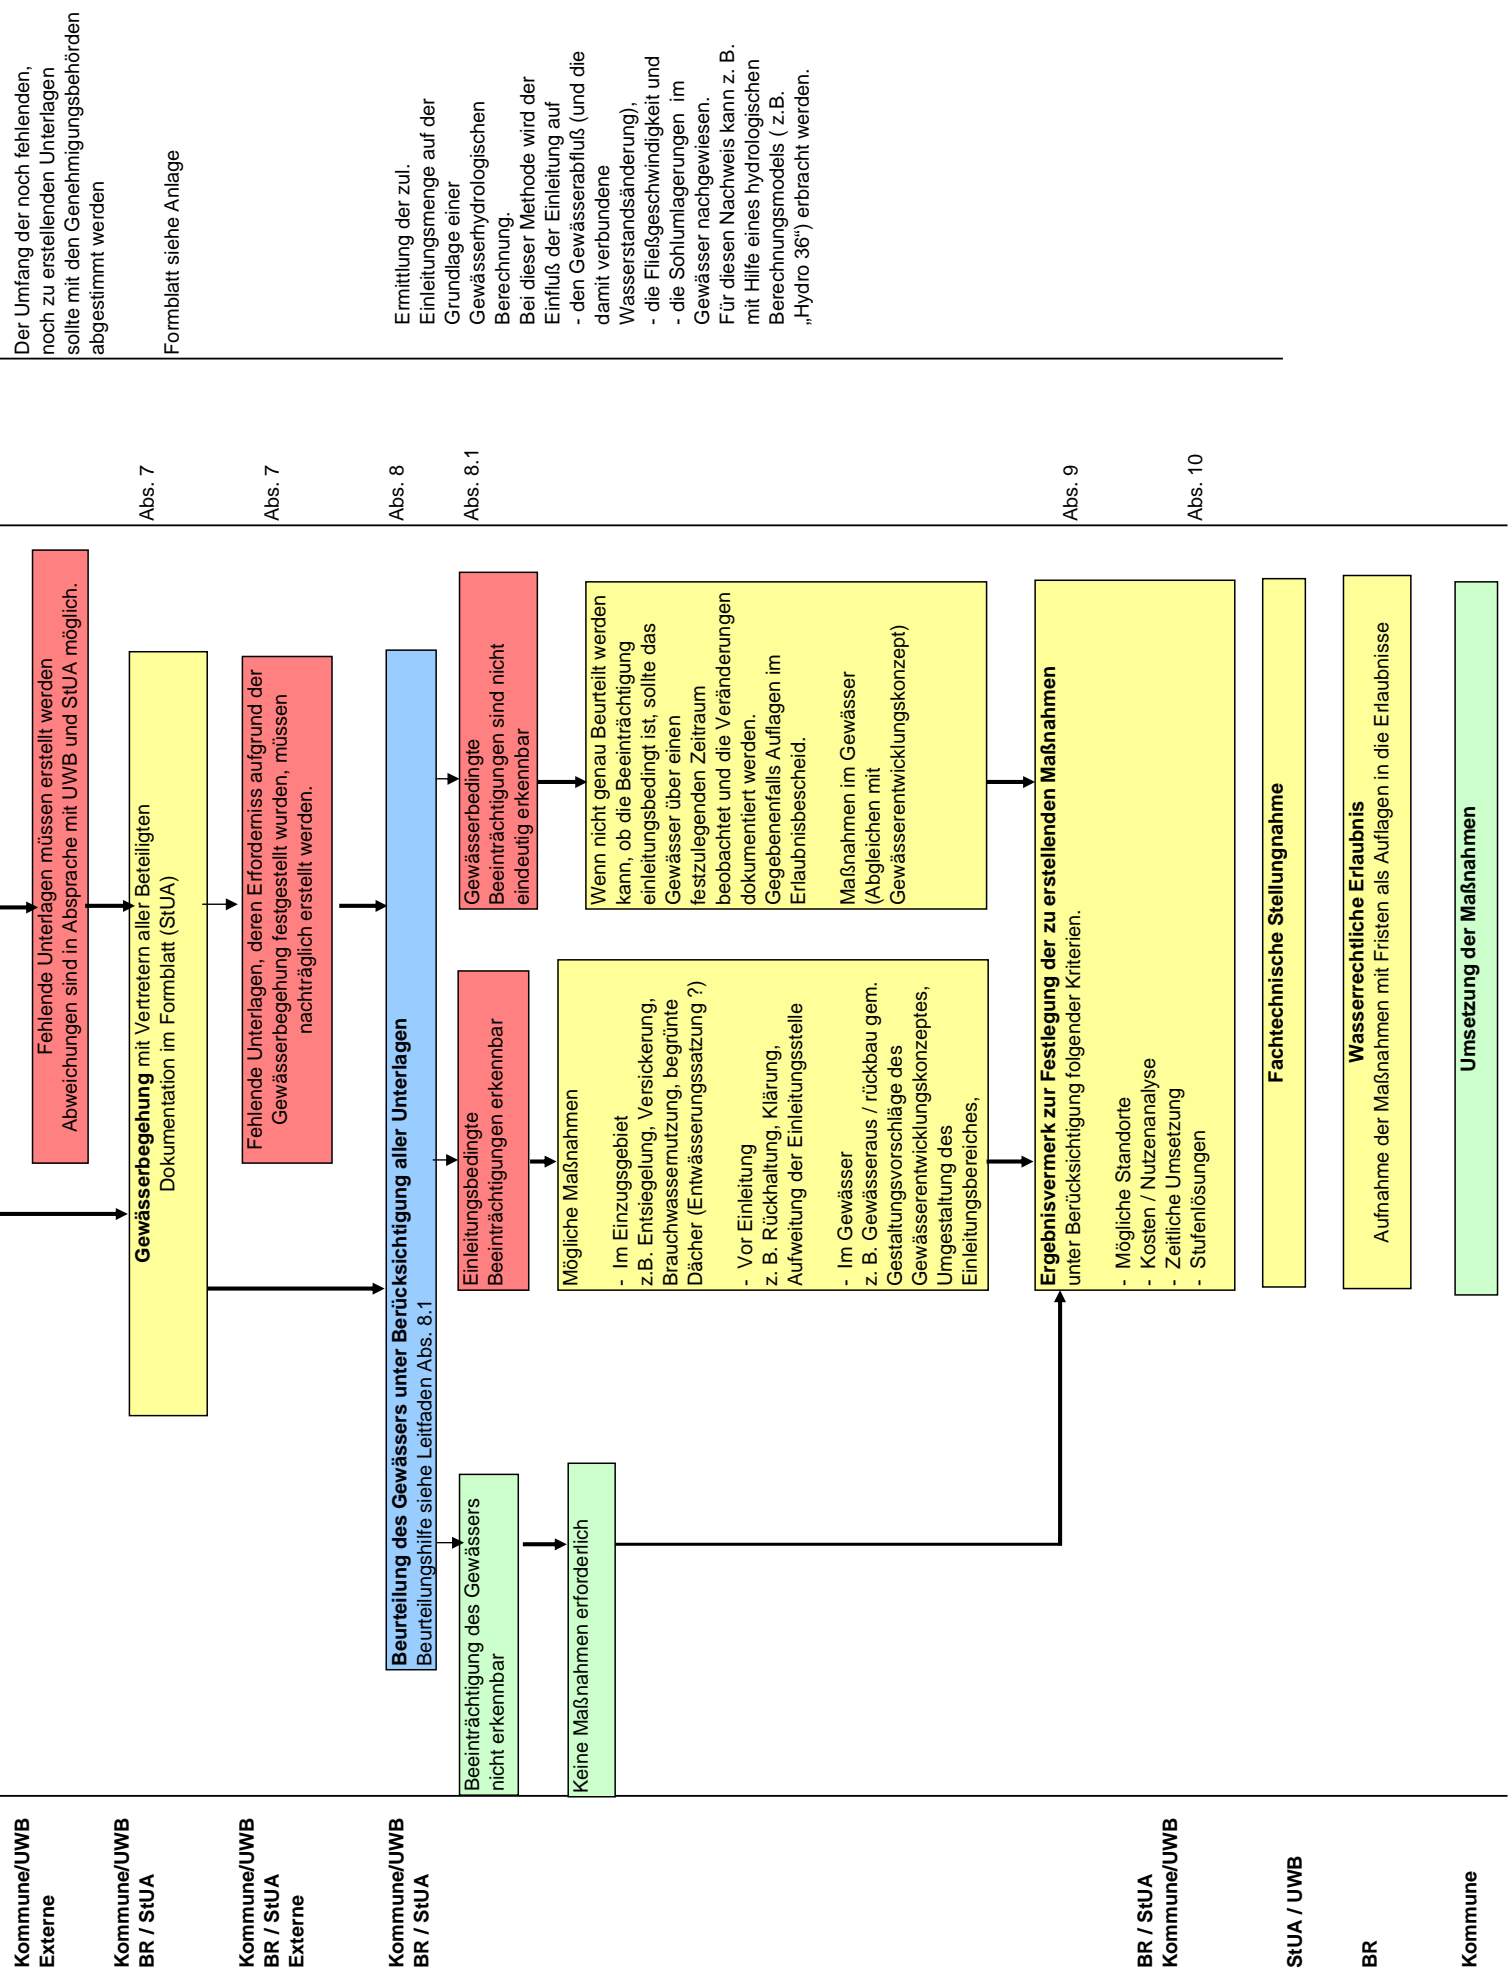 Kommune/UWB
Externe
Fehlende Unterlagen müssen erstellt werden
Abweichungen sind in Absprache mit UWB und StUA möglich.
Der Umfang der noch fehlenden,
noch zu erstellenden Unterlagen
sollte mit den Genehmigungsbehörden
abgestimmt werden
Kommune/UWB
BR / StUA
Gewässerbegehung mit Vertretern aller Beteiligten
Dokumentation im Formblatt (StUA)
Abs. 7
Formblatt siehe Anlage
Kommune/UWB
BR / StUA
Externe
Fehlende Unterlagen, deren Erforderniss aufgrund der
Gewässerbegehung festgestellt wurden, müssen
nachträglich erstellt werden.
Abs. 7
Kommune/UWB
BR / StUA
Beurteilung des Gewässers unter Berücksichtigung aller Unterlagen
Beurteilungshilfe siehe Leitfaden Abs. 8.1
Abs. 8
Ermittlung der zul.
Einleitungsmenge auf der
Grundlage einer
Gewässerhydrologischen
Berechnung.
Bei dieser Methode wird der
Einfluß der Einleitung auf
- den Gewässerabfluß (und die
damit verbundene
Wasserstandsänderung),
- die Fließgeschwindigkeit und
- die Sohlumlagerungen im
Gewässer nachgewiesen.
Für diesen Nachweis kann z. B.
mit Hilfe eines hydrologischen
Berechnungsmodels ( z.B.
„Hydro 36“) erbracht werden.
Beeinträchtigung des Gewässers
nicht erkennbar
Einleitungsbedingte
Beeinträchtigungen erkennbar
Gewässerbedingte
Beeinträchtigungen sind nicht
eindeutig erkennbar
Abs. 8.1
Keine Maßnahmen erforderlich
Mögliche Maßnahmen
- Im Einzugsgebiet
z.B. Entsiegelung, Versickerung,
Brauchwassernutzung, begrünte
Dächer (Entwässerungssatzung ?)
- Vor Einleitung
z. B. Rückhaltung, Klärung,
Aufweitung der Einleitungsstelle
- Im Gewässer
z. B. Gewässeraus / rückbau gem.
Gestaltungsvorschläge des
Gewässerentwicklungskonzeptes,
Umgestaltung des
Einleitungsbereiches,
Wenn nicht genau Beurteilt werden
kann, ob die Beeinträchtigung
einleitungsbedingt ist, sollte das
Gewässer über einen
festzulegenden Zeitraum
beobachtet und die Veränderungen
dokumentiert werden.
Gegebenenfalls Auflagen im
Erlaubnisbescheid.
Maßnahmen im Gewässer
(Abgleichen mit
Gewässerentwicklungskonzept)
BR / StUA
Kommune/UWB
Ergebnisvermerk zur Festlegung der zu erstellenden Maßnahmen
unter Berücksichtigung folgender Kriterien.
- Mögliche Standorte
- Kosten / Nutzenanalyse
- Zeitliche Umsetzung
- Stufenlösungen
Abs. 9
Abs. 10
StUA / UWB
Fachtechnische Stellungnahme
BR
Wasserrechtliche Erlaubnis
Aufnahme der Maßnahmen mit Fristen als Auflagen in die Erlaubnisse
Kommune
Umsetzung der Maßnahmen